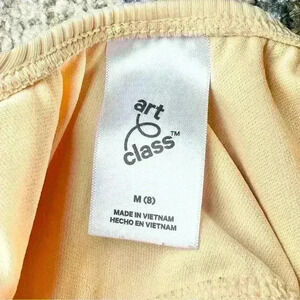 art
class™
M (8)
MADE IN VIETNAM
HECHO EN VIETNAM